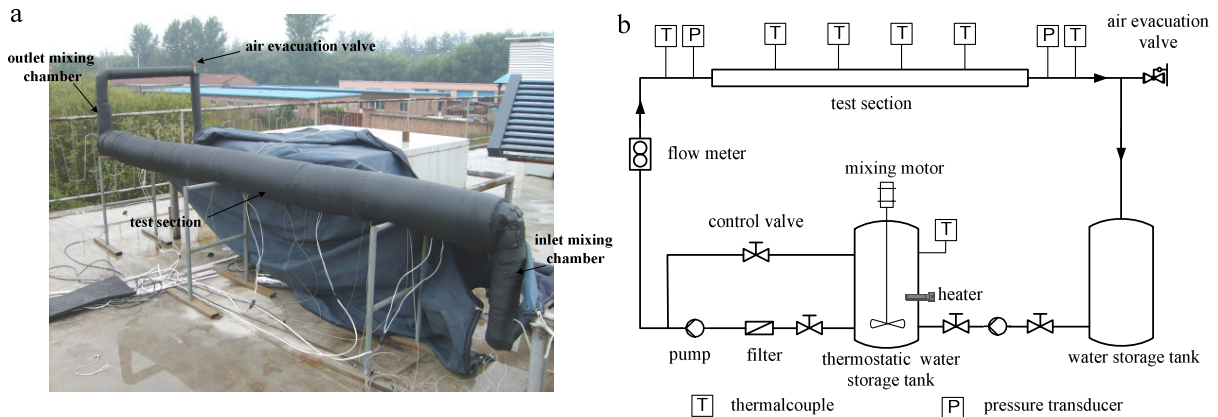 a
air evacuation valve
outlet mixing
chamber
test section
inlet mixing
chamber
b
T
P
T
T
T
T
P
T
air evacuation
valve
test section
flow meter
mixing motor
control valve
T
heater
pump
filter
thermostatic water
storage tank
water storage tank
T thermalcouple
P pressure transducer